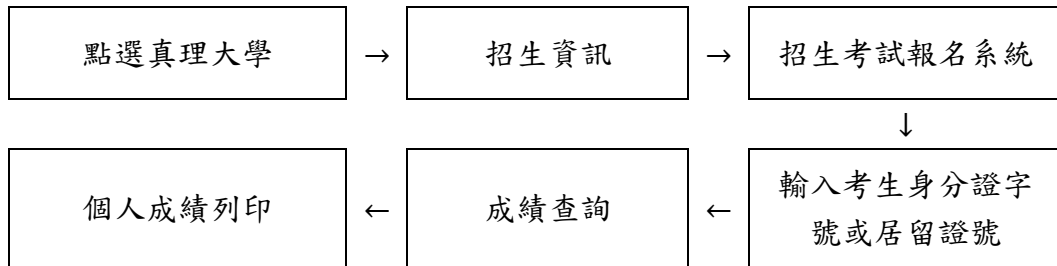 點選真理大學 → 招生資訊 → 招生考試報名系統
↓
個人成績列印 ← 成績查詢 ← 輸入考生身分證字
號或居留證號